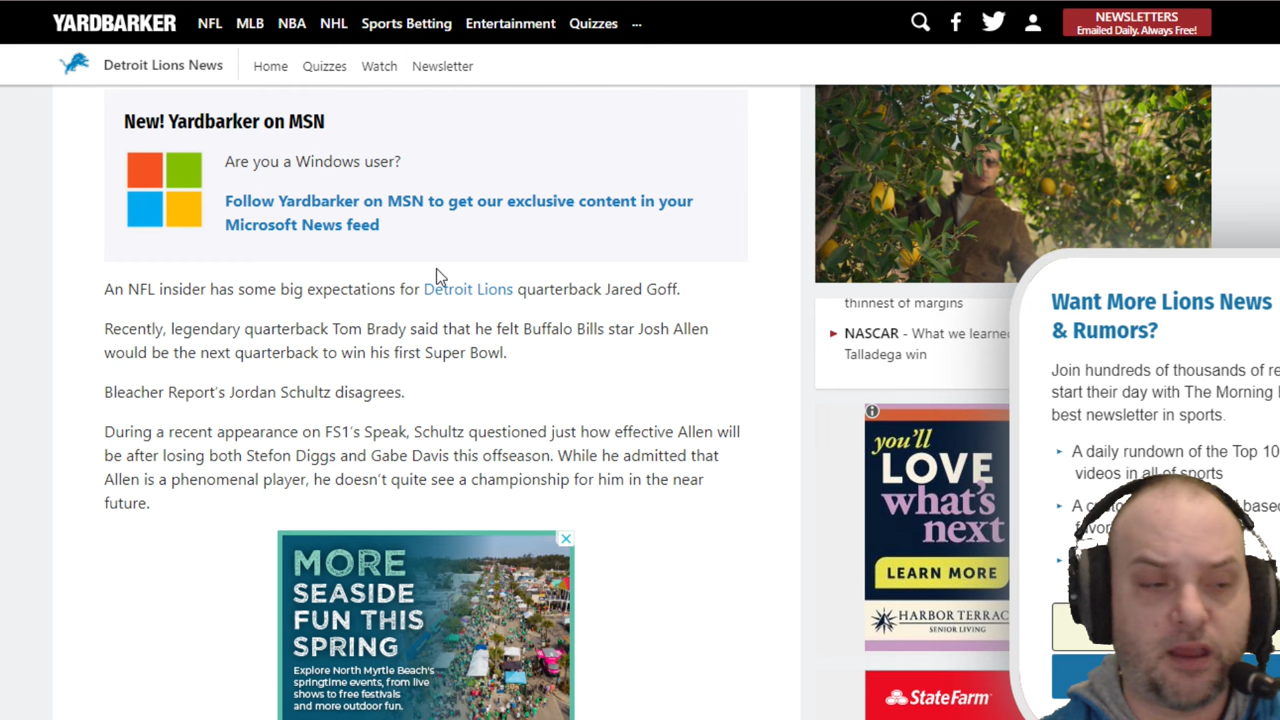 YARDBARKER NFL MLB NBA NHL Sports Betting Entertainment Quizzes ...
NEWSLETTERS
Emailed Daily. Always Free!
Detroit Lions News Home Quizzes Watch Newsletter
New! Yardbarker on MSN
Are you a Windows user?
Follow Yardbarker on MSN to get our exclusive content in your
Microsoft News feed
An NFL insider has some big expectations for Detroit Lions quarterback Jared Goff.
Recently, legendary quarterback Tom Brady said that he felt Buffalo Bills star Josh Allen
would be the next quarterback to win his first Super Bowl.
Bleacher Report's Jordan Schultz disagrees.
During a recent appearance on FS1's Speak, Schultz questioned just how effective Allen will
be after losing both Stefon Diggs and Gabe Davis this offseason. While he admitted that
Allen is a phenomenal player, he doesn't quite see a championship for him in the near
future.
MORE
SEASIDE
FUN THIS
SPRING
Explore North Myrtle Beach's
springtime events, from live
shows to free festivals
and more outdoor fun.
thinnest of margins
NASCAR - What we learned
Talladega win
you'll
LOVE
what's
next
LEARN MORE
HARBOR TERRAC
SENIOR LIVING
StateFarm
Want More Lions News
& Rumors?
Join hundreds of thousands of re
start their day with The Morning
best newsletter in sports.
A daily rundown of the Top 10
videos in all of sports
A custo based
favor